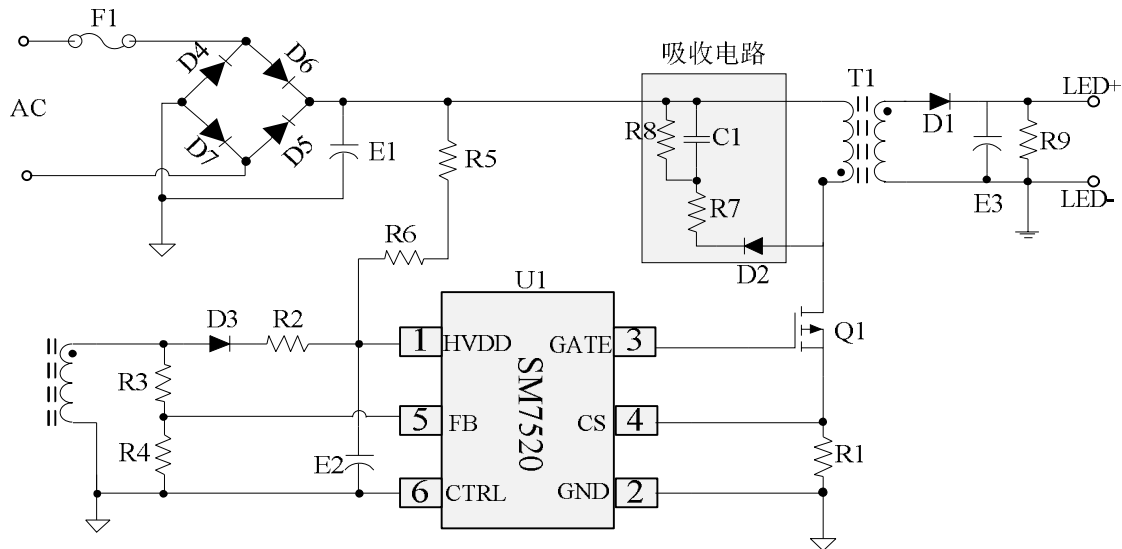 F1
吸收电路
D4
D6
T1
LED+
AC
R8
C1
D1
R9
D7
D5
E1
R5
R7
E3
LED-
R6
D2
U1
D3
R2
1
HVDD
GATE
3
Q1
R3
SM7520
5
FB
CS
4
R4
E2
R1
6
CTRL
GND
2